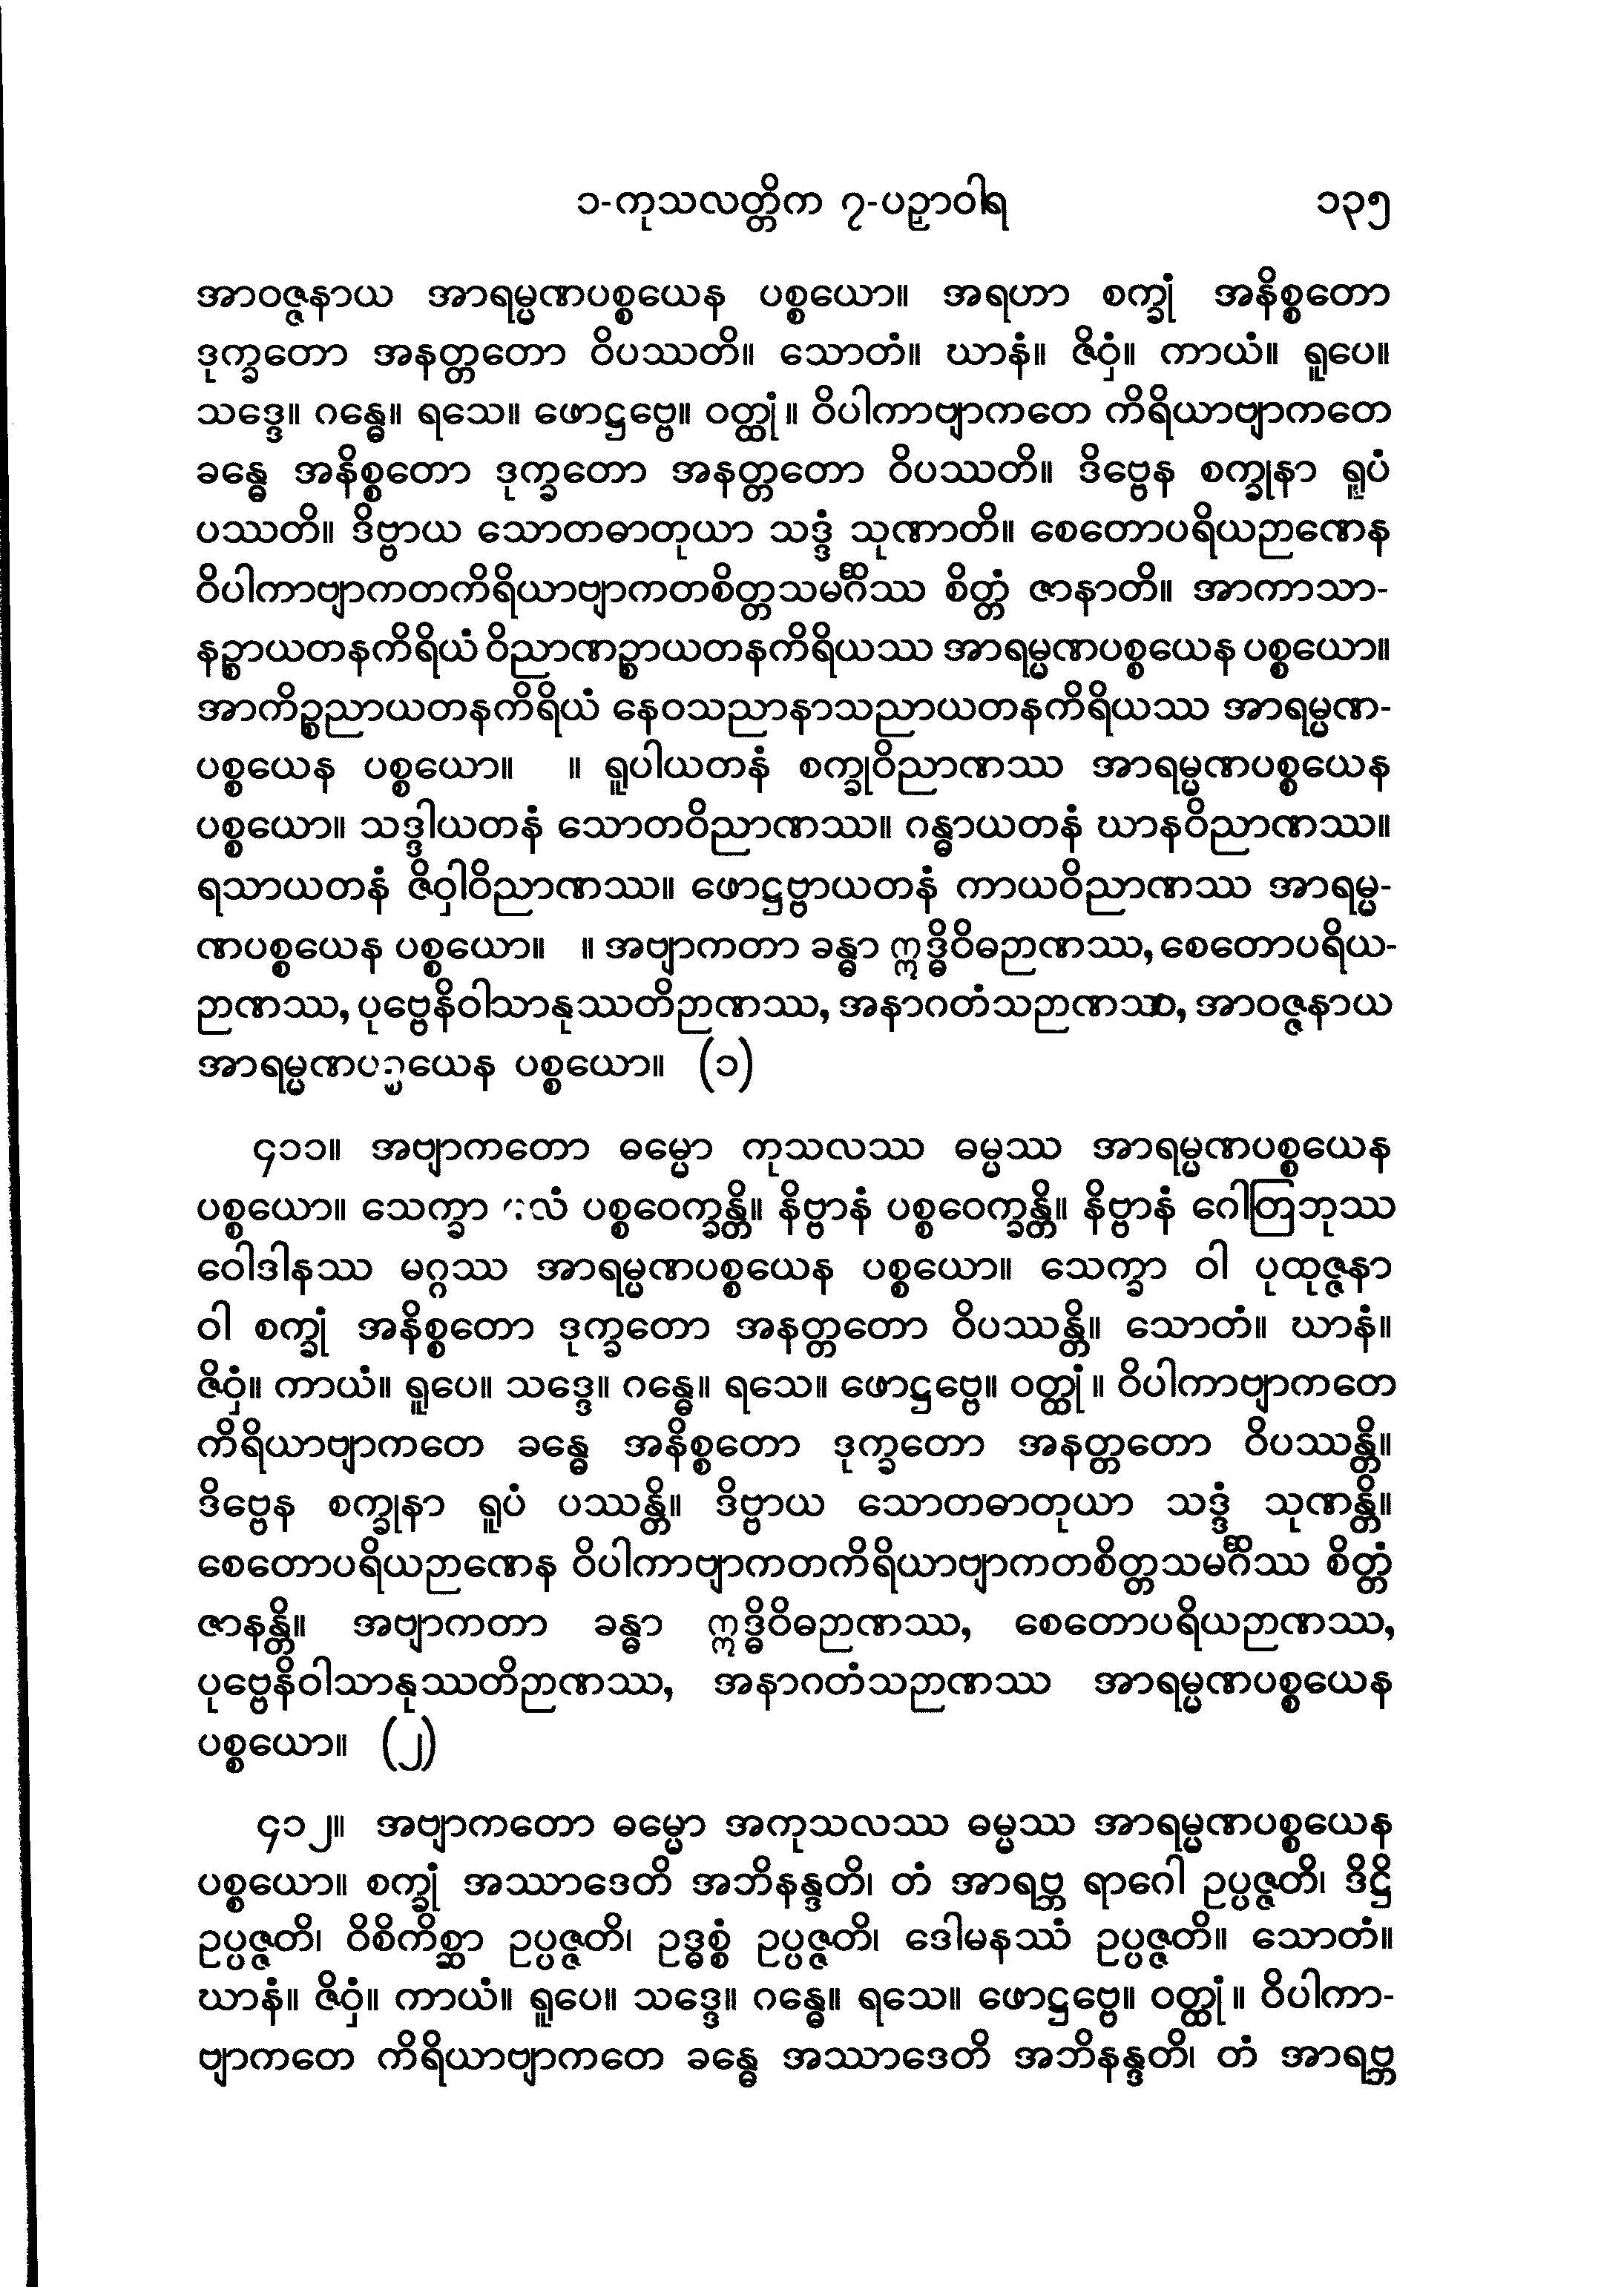 ၁-ကုသလတ္တိက ၇-ပဉှာဝါရ ၁၃၅
အာဝဇ္ဇနာယ အာရမ္မဏပစ္စယေန ပစ္စယော။ အရဟာ စက္ခုံ အနိစ္စတော
ဒုက္ခတော အနတ္တတော ဝိပဿတိ။ သောတံ။ ဃာနံ။ ဇိဝှံ။ ကာယံ။ ရူပေ။
သဒ္ဒေ။ ဂန္ဓေ။ ရသေ။ ဖောဋ္ဌဗ္ဗေ။ ဝတ္ထုံ။ ဝိပါကာဗျာကတေ ကိရိယာဗျာကတေ
ခန္ဓေ အနိစ္စတော ဒုက္ခတော အနတ္တတော ဝိပဿတိ။ ဒိဗ္ဗေန စက္ခုနာ ရူပံ
ပဿတိ။ ဒိဗ္ဗာယ သောတဓာတုယာ သဒ္ဒံ သုဏာတိ။ စေတောပရိယဉာဏေန
ဝိပါကာဗျာကတကိရိယာဗျာကတစိတ္တသမင်္ဂိဿ စိတ္တံ ဇာနာတိ။ အာကာသာ-
နဉ္စာယတနကိရိယံ ဝိညာဏဉ္စာယတနကိရိယဿ အာရမ္မဏပစ္စယေန ပစ္စယော။
အာကိဉ္စညာယတနကိရိယံ နေဝသညာနာသညာယတနကိရိယဿ အာရမ္မဏ-
ပစ္စယေန ပစ္စယော။ ။ ရူပါယတနံ စက္ခုဝိညာဏဿ အာရမ္မဏပစ္စယေန
ပစ္စယော။ သဒ္ဒါယတနံ သောတဝိညာဏဿ။ ဂန္ဓာယတနံ ဃာနဝိညာဏဿ။
ရသာယတနံ ဇိဝှါဝိညာဏဿ။ ဖောဋ္ဌဗ္ဗာယတနံ ကာယဝိညာဏဿ အာရမ္မ-
ဏပစ္စယေန ပစ္စယော။ ။ အဗျာကတာ ခန္ဓာ ဣဒ္ဓိဝိဓဉာဏဿ, စေတောပရိယ-
ဉာဏဿ, ပုဗ္ဗေနိဝါသာနုဿတိဉာဏဿ, အနာဂတံသဉာဏဿ, အာဝဇ္ဇနာယ
အာရမ္မဏပစ္စယေန ပစ္စယော။ (၁)
၄၁၁။ အဗျာကတော ဓမ္မော ကုသလဿ ဓမ္မဿ အာရမ္မဏပစ္စယေန
ပစ္စယော။ သေက္ခာ ပစ္စဝေက္ခန္တိ။ နိဗ္ဗာနံ ပစ္စဝေက္ခန္တိ။ နိဗ္ဗာနံ ဂေါတြဘုဿ
ဝေါဒါနဿ မဂ္ဂဿ အာရမ္မဏပစ္စယေန ပစ္စယော။ သေက္ခာ ဝါ ပုထုဇ္ဇနာ
ဝါ စက္ခုံ အနိစ္စတော ဒုက္ခတော အနတ္တတော ဝိပဿန္တိ။ သောတံ။ ဃာနံ။
ဇိဝှံ။ ကာယံ။ ရူပေ။ သဒ္ဒေ။ ဂန္ဓေ။ ရသေ။ ဖောဋ္ဌဗ္ဗေ။ ဝတ္ထုံ။ ဝိပါကာဗျာကတေ
ကိရိယာဗျာကတေ ခန္ဓေ အနိစ္စတော ဒုက္ခတော အနတ္တတော ဝိပဿန္တိ။
ဒိဗ္ဗေန စက္ခုနာ ရူပံ ပဿန္တိ။ ဒိဗ္ဗာယ သောတဓာတုယာ သဒ္ဒံ သုဏန္တိ။
စေတောပရိယဉာဏေန ဝိပါကာဗျာကတကိရိယာဗျာကတစိတ္တသမင်္ဂိဿ စိတ္တံ
ဇာနန္တိ။ အဗျာကတာ ခန္ဓာ ဣဒ္ဓိဝိဓဉာဏဿ, စေတောပရိယဉာဏဿ,
ပုဗ္ဗေနိဝါသာနုဿတိဉာဏဿ, အနာဂတံသဉာဏဿ အာရမ္မဏပစ္စယေန
ပစ္စယော။ (၂)
၄၁၂။ အဗျာကတော ဓမ္မော အကုသလဿ ဓမ္မဿ အာရမ္မဏပစ္စယေန
ပစ္စယော။ စက္ခုံ အဿာဒေတိ အဘိနန္ဒတိ၊ တံ အာရဗ္ဘ ရာဂေါ ဥပ္ပဇ္ဇတိ၊ ဒိဋ္ဌိ
ဥပ္ပဇ္ဇတိ၊ ဝိစိကိစ္ဆာ ဥပ္ပဇ္ဇတိ၊ ဥဒ္ဓစ္စံ ဥပ္ပဇ္ဇတိ၊ ဒေါမနဿံ ဥပ္ပဇ္ဇတိ။ သောတံ။
ဃာနံ။ ဇိဝှံ။ ကာယံ။ ရူပေ။ သဒ္ဒေ။ ဂန္ဓေ။ ရသေ။ ဖောဋ္ဌဗ္ဗေ။ ဝတ္ထုံ။ ဝိပါကာ-
ဗျာကတေ ကိရိယာဗျာကတေ ခန္ဓေ အဿာဒေတိ အဘိနန္ဒတိ၊ တံ အာရဗ္ဘ